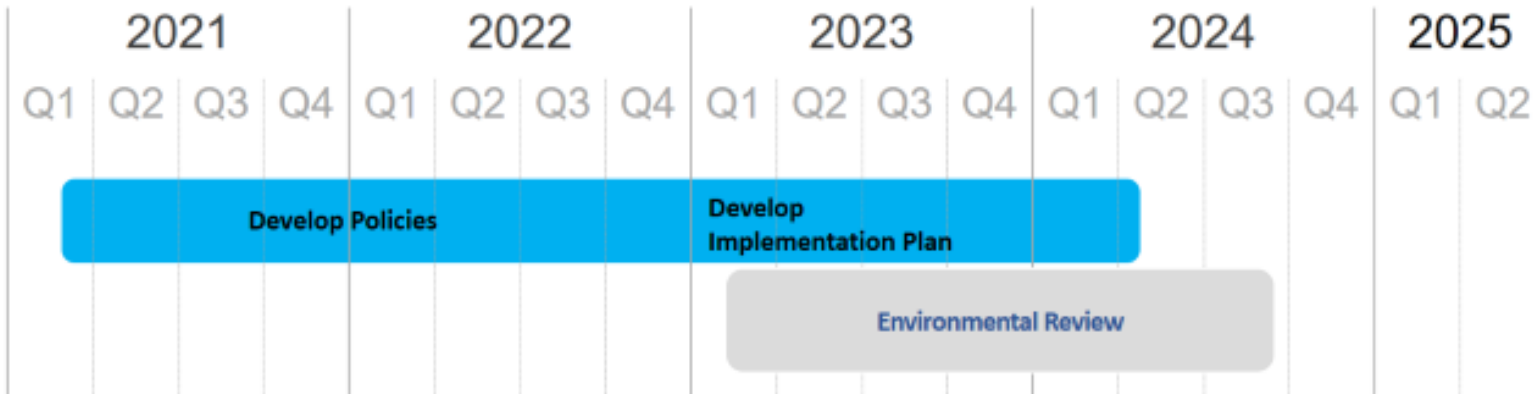 2021 2022 2023 2024 2025
Q1 Q2 Q3 Q4 Q1 Q2 Q3 Q4 Q1 Q2 Q3 Q4 Q1 Q2 Q3 Q4 Q1 Q2
Develop Policies
Develop
Implementation Plan
Environmental Review